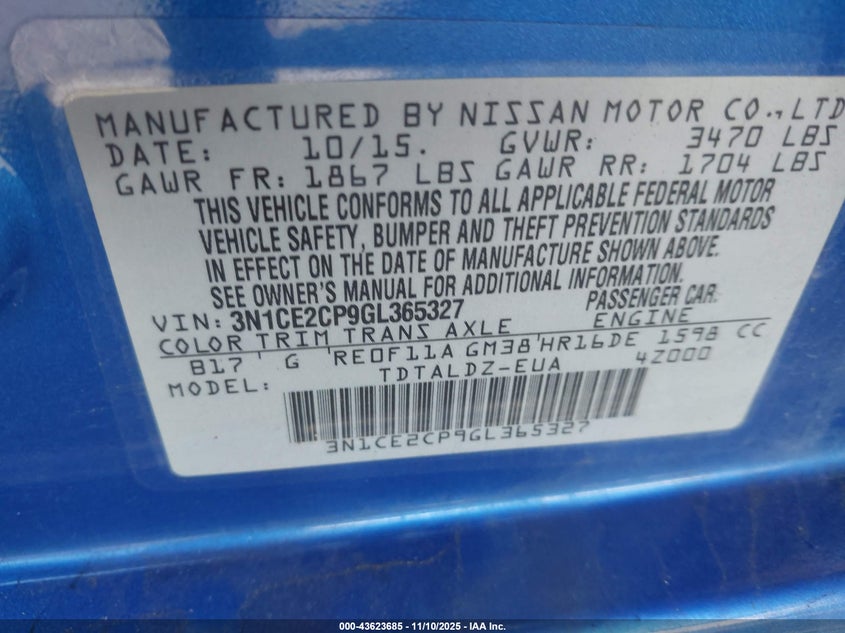 MANUFACTURED BY NISSAN MOTOR CO., LTD
DATE: 10/15. GVWR: 3470 LBS
GAWR FR: 1867 LBS GAWR RR: 1704 LBS
THIS VEHICLE CONFORMS TO ALL APPLICABLE FEDERAL MOTOR
VEHICLE SAFETY, BUMPER AND THEFT PREVENTION STANDARDS
IN EFFECT ON THE DATE OF MANUFACTURE SHOWN ABOVE.
SEE OWNER'S MANUAL FOR ADDITIONAL INFORMATION.
VIN: 3N1CE2CP9GL365327 PASSENGER CAR.
COLOR TRIM TRANS AXLE ENGINE
B17 G RE0F11A GM38 HR16DE 1598 CC
MODEL: TDTALDZ-EUA 4Z000
3N1CE2CP9GL365327
000-43623685 — 11/10/2025 — IAA Inc.